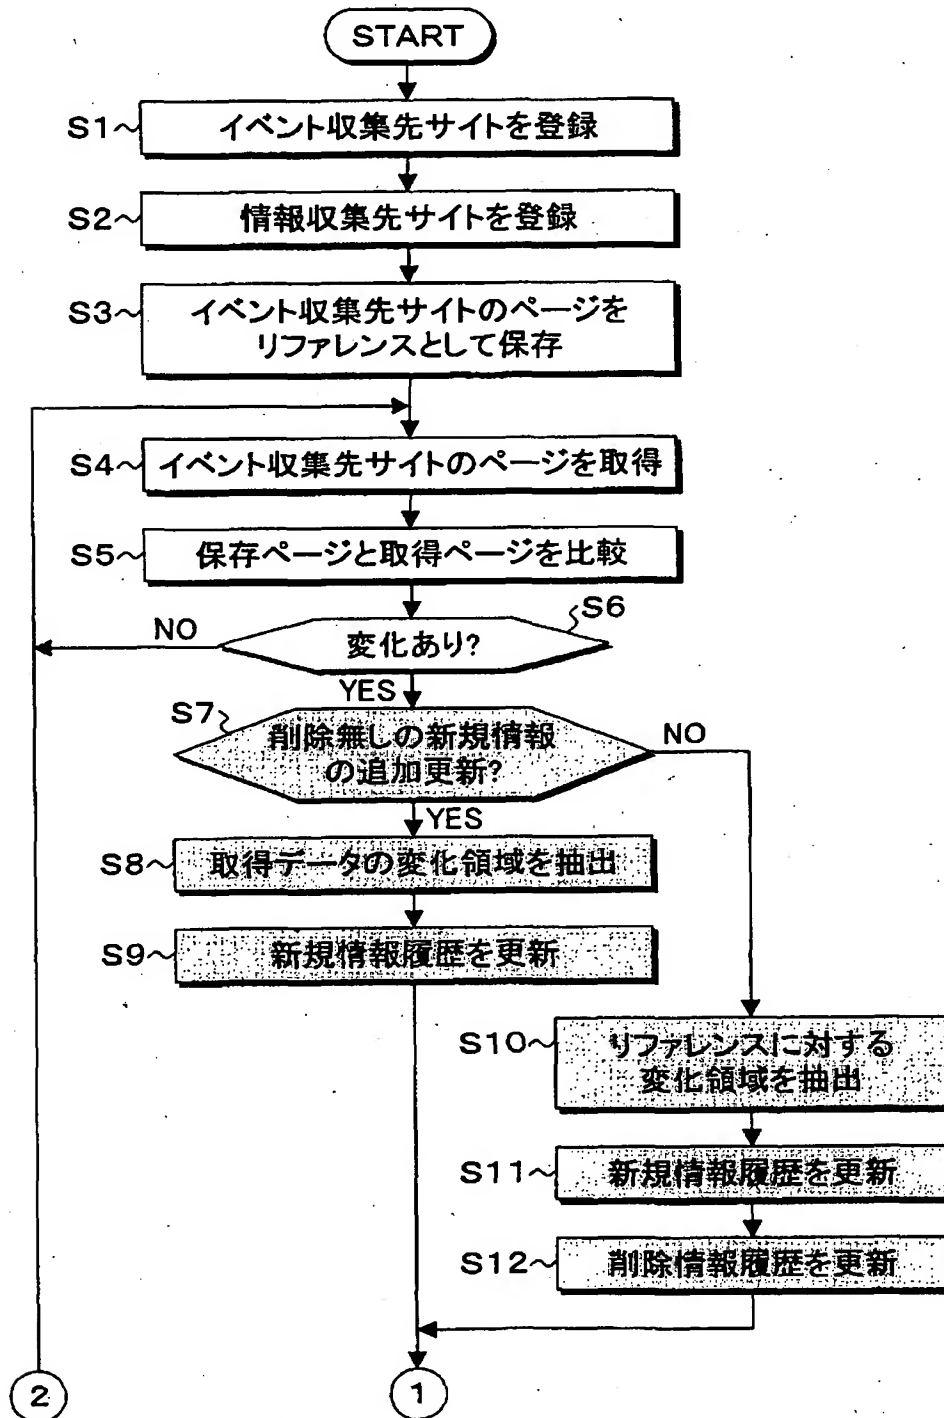 START
S1~ イベント収集先サイトを登録
S2~ 情報収集先サイトを登録
S3~ イベント収集先サイトのページを
リファレンスとして保存
S4~ イベント収集先サイトのページを取得
S5~ 保存ページと取得ページを比較
S6
NO
変化あり?
YES
S7
削除無しの新規情報
の追加更新?
NO
YES
S8~ 取得データの変化領域を抽出
S9~ 新規情報履歴を更新
S10~ リファレンスに対する
変化領域を抽出
S11~ 新規情報履歴を更新
S12~ 削除情報履歴を更新
2
1